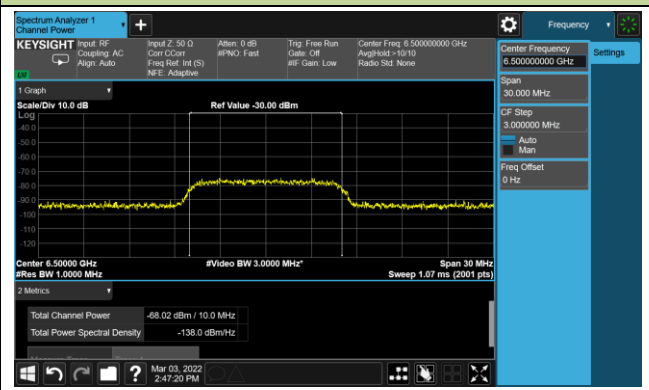 Spectrum Analyzer 1
Channel Power
Frequency
KEYSIGHT
Input: RF
Coupling: AC
Align: Auto
Input Z: 50 Ω
Corr CCorr
Freq Ref: Int (S)
NFE: Adaptive
Atten: 0 dB
#PNO: Fast
Trig: Free Run
Gate: Off
#IF Gain: Low
Center Freq: 6.500000000 GHz
Avg|Hold:>10/10
Radio Std: None
Center Frequency
6.500000000 GHz
Settings
Span
30.000 MHz
CF Step
3.000000 MHz
Auto
Man
Freq Offset
0 Hz
1 Graph
Scale/Div 10.0 dB
Ref Value -30.00 dBm
Log
-40.0
-50.0
-60.0
-70.0
-80.0
-90.0
-100
-110
-120
Center 6.50000 GHz
#Video BW 3.0000 MHz*
Span 30 MHz
#Res BW 1.0000 MHz
Sweep 1.07 ms (2001 pts)
2 Metrics
Total Channel Power
-68.02 dBm / 10.0 MHz
Total Power Spectral Density
-138.0 dBm/Hz
Mar 03, 2022
2:47:20 PM